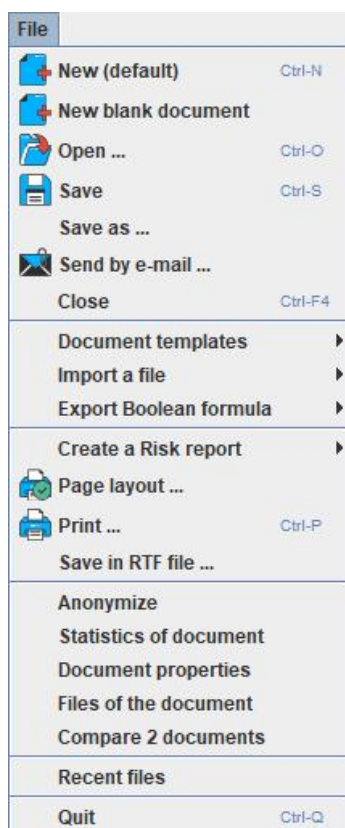 File
New (default) Ctrl-N
New blank document
Open ... Ctrl-O
Save Ctrl-S
Save as ...
Send by e-mail ...
Close Ctrl-F4
Document templates
Import a file
Export Boolean formula
Create a Risk report
Page layout ...
Print ... Ctrl-P
Save in RTF file ...
Anonymize
Statistics of document
Document properties
Files of the document
Compare 2 documents
Recent files
Quit Ctrl-Q